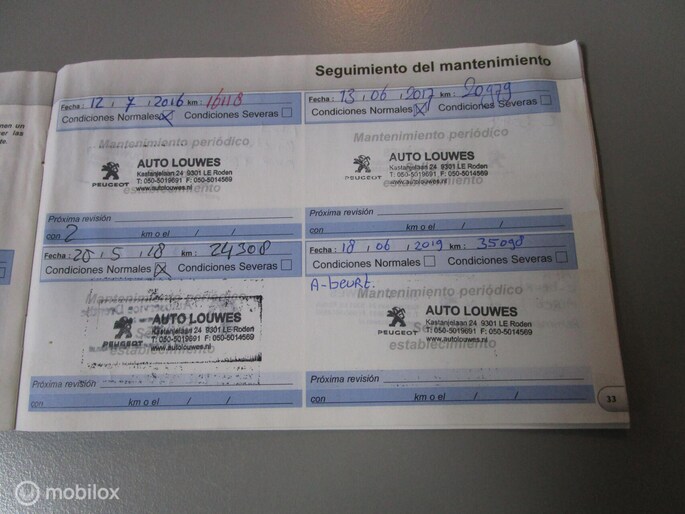 Seguimiento del mantenimiento
Fecha : 12 / 7 / 2016 km : 16118
Condiciones Normales Condiciones Severas
Mantenimiento periódico
PEUGEOT
AUTO LOUWES
Kastanjelaan 24 9301 LE Roden
T: 050-5019691 F: 050-5014569
www.autolouwes.nl
Próxima revisión
con 2 km o el / /
Fecha : 13 / 06 / 2017 km : 20979
Condiciones Normales Condiciones Severas
Mantenimiento periódico
PEUGEOT
AUTO LOUWES
Kastanjelaan 24 9301 LE Roden
T: 050-5019691 F: 050-5014569
www.autolouwes.nl
Próxima revisión
con km o el / /
Fecha : 20 / 5 / 18 km : 24308
Condiciones Normales Condiciones Severas
Mantenimiento periódico
PEUGEOT
AUTO LOUWES
Kastanjelaan 24 9301 LE Roden
T: 050-5019691 F: 050-5014569
www.autolouwes.nl
establecimiento
Próxima revisión
con km o el / /
Fecha : 18 / 06 / 2019 km : 35098
Condiciones Normales Condiciones Severas
A-beurt.
Mantenimiento periódico
PEUGEOT
AUTO LOUWES
Kastanjelaan 24 9301 LE Roden
T: 050-5019691 F: 050-5014569
www.autolouwes.nl
establecimiento
Próxima revisión
con km o el / /
33
mobilox